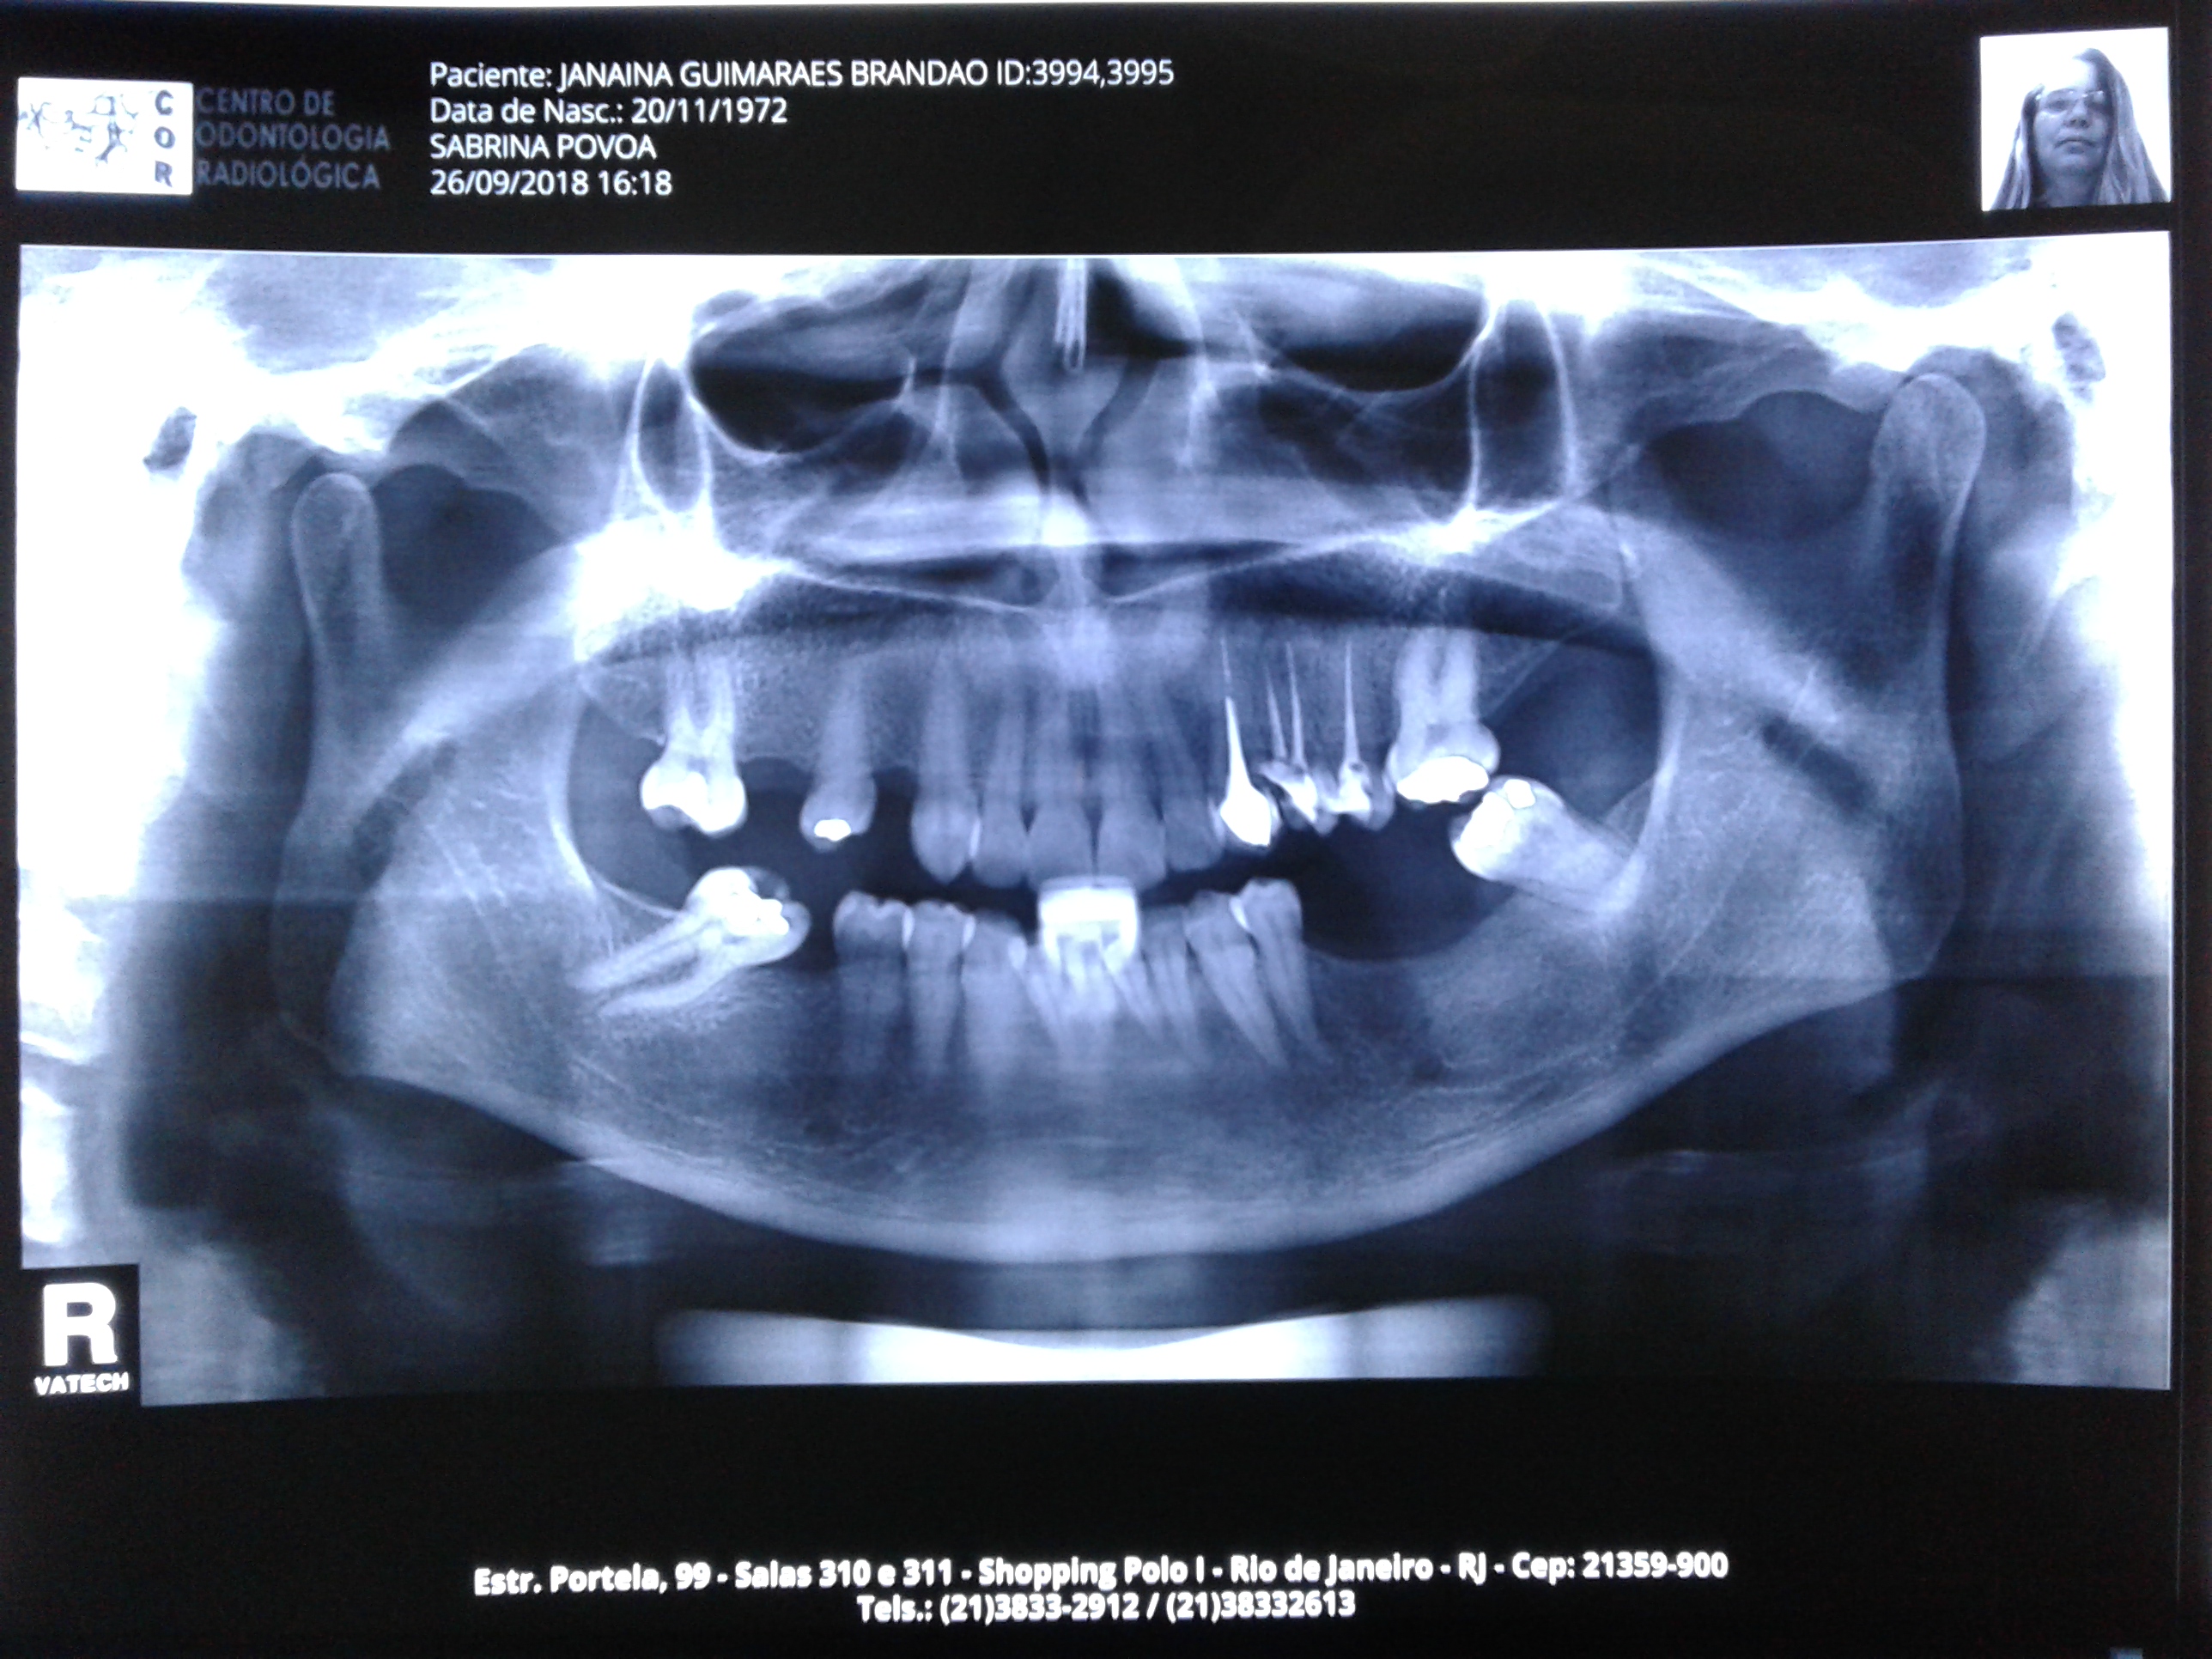 Paciente: JANAINA GUIMARAES BRANDAO ID:3994,3995
Data de Nasc.: 20/11/1972
SABRINA POVOA
26/09/2018 16:18
C CENTRO DE
O ODONTOLOGIA
R RADIOLÓGICA
R
VATECH
Estr. Portela, 99 - Salas 310 e 311 - Shopping Polo I - Rio de Janeiro - RJ - Cep: 21359-900
Tels.: (21)3833-2912 / (21)38332613